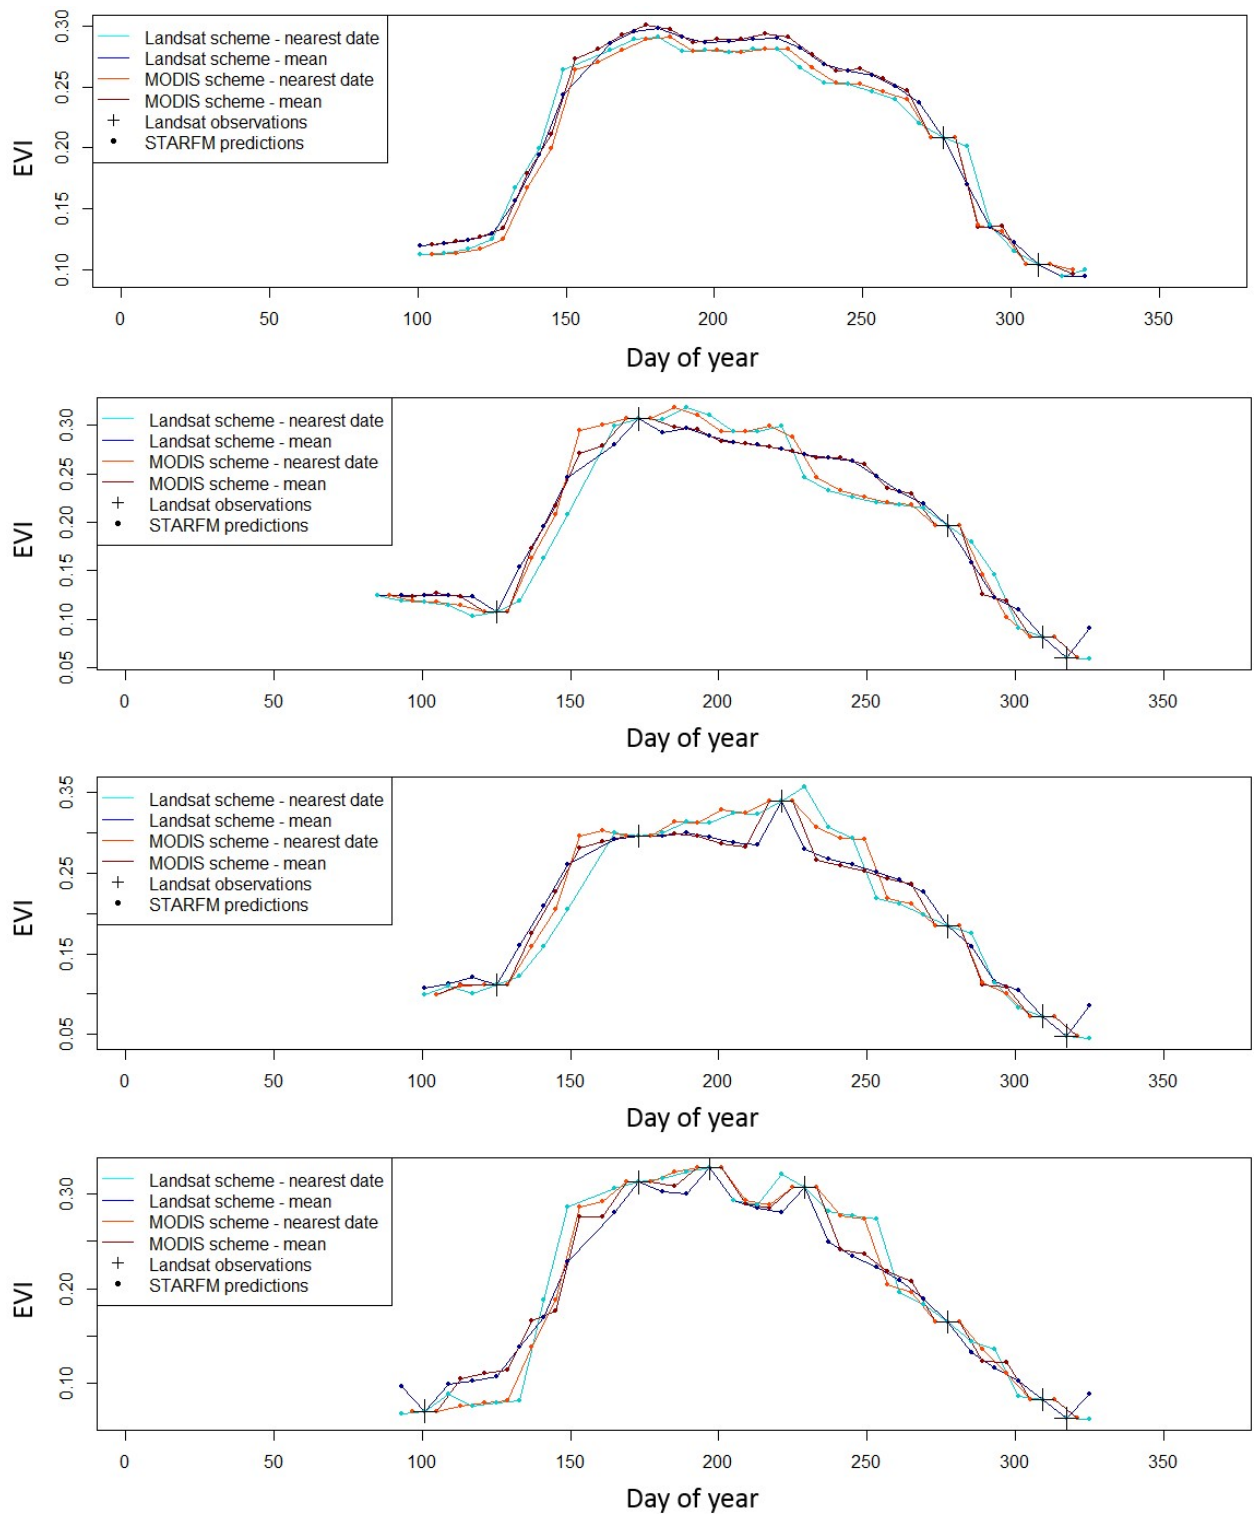 EVI
0.10 0.15 0.20 0.25 0.30
Landsat scheme - nearest date
Landsat scheme - mean
MODIS scheme - nearest date
MODIS scheme - mean
Landsat observations
STARFM predictions
0 50 100 150 200 250 300 350
Day of year
EVI
0.05 0.10 0.15 0.20 0.25 0.30
Landsat scheme - nearest date
Landsat scheme - mean
MODIS scheme - nearest date
MODIS scheme - mean
Landsat observations
STARFM predictions
0 50 100 150 200 250 300 350
Day of year
EVI
0.05 0.15 0.25 0.35
Landsat scheme - nearest date
Landsat scheme - mean
MODIS scheme - nearest date
MODIS scheme - mean
Landsat observations
STARFM predictions
0 50 100 150 200 250 300 350
Day of year
EVI
0.10 0.20 0.30
Landsat scheme - nearest date
Landsat scheme - mean
MODIS scheme - nearest date
MODIS scheme - mean
Landsat observations
STARFM predictions
0 50 100 150 200 250 300 350
Day of year